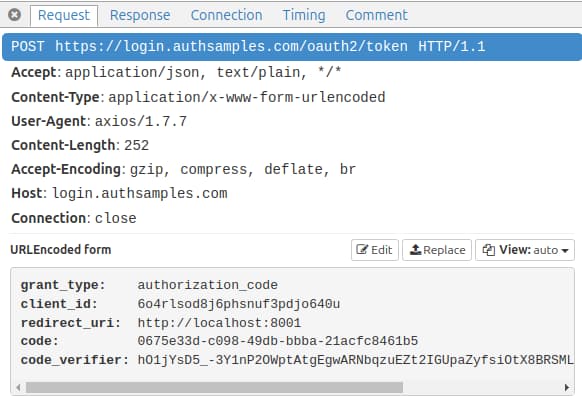 Request Response Connection Timing Comment
POST https://login.authsamples.com/oauth2/token HTTP/1.1
Accept: application/json, text/plain, */*
Content-Type: application/x-www-form-urlencoded
User-Agent: axios/1.7.7
Content-Length: 252
Accept-Encoding: gzip, compress, deflate, br
Host: login.authsamples.com
Connection: close
URLEncoded form Edit Replace View: auto
grant_type: authorization_code
client_id: 6o4rlsod8j6phsnuf3pdjo640u
redirect_uri: http://localhost:8001
code: 0675e33d-c098-49db-bbba-21acfc8461b5
code_verifier: hO1jYsD5_-3Y1nP2OWptAtgEgwARNbqzuEZt2IGUpaZyfsiOtX8BRSML